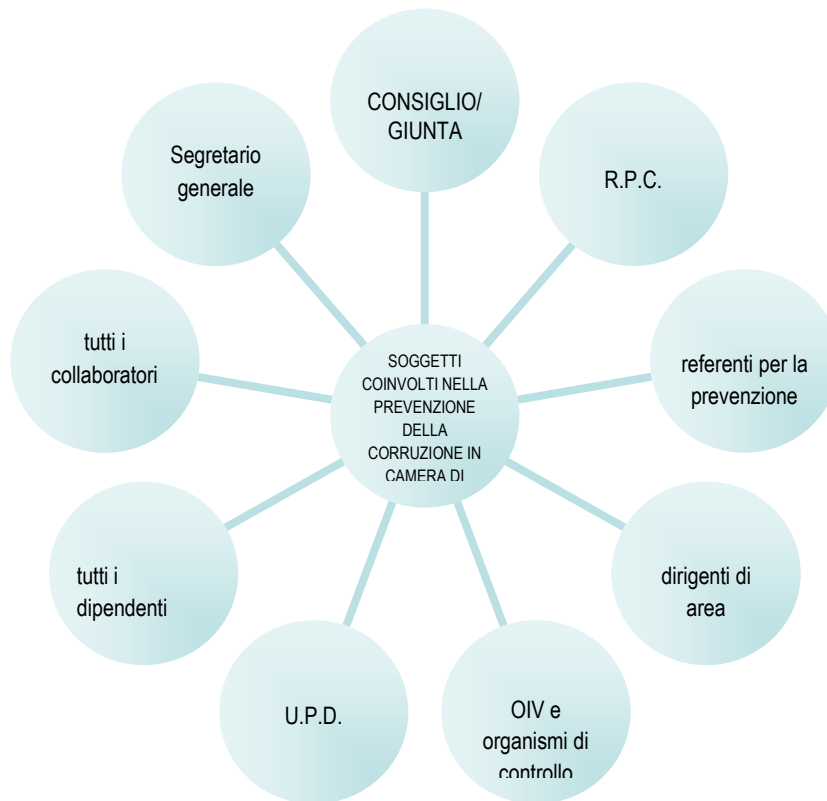 CONSIGLIO/
GIUNTA
R.P.C.
referenti per la
prevenzione
dirigenti di
area
OIV e
organismi di
controllo
U.P.D.
tutti i
dipendenti
tutti i
collaboratori
Segretario
generale
SOGGETTI
COINVOLTI NELLA
PREVENZIONE
DELLA
CORRUZIONE IN
CAMERA DI